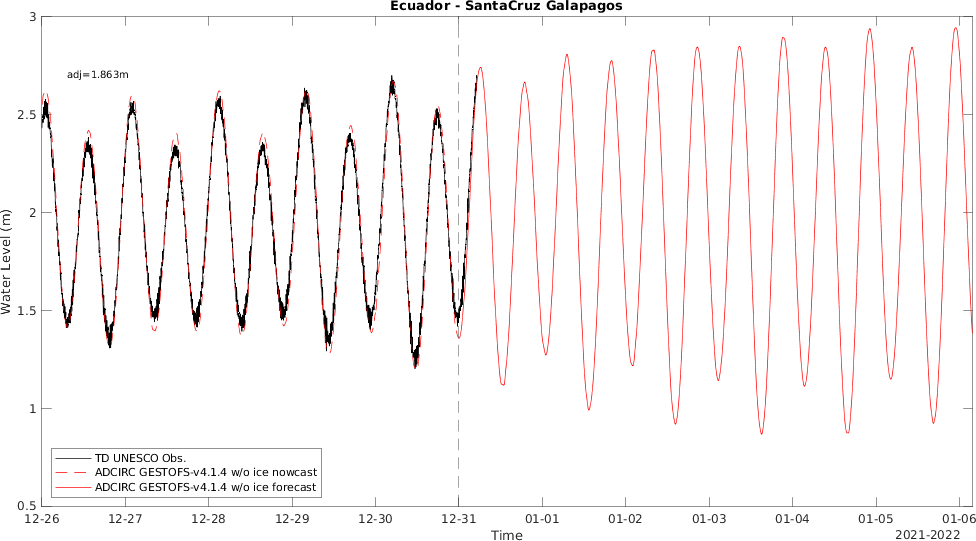 Ecuador - SantaCruz Galapagos
3
adj=1.863m
2.5
2
Water Level (m)
1.5
1
TD UNESCO Obs.
ADCIRC GESTOFS-v4.1.4 w/o ice nowcast
ADCIRC GESTOFS-v4.1.4 w/o ice forecast
0.5
12-26 12-27 12-28 12-29 12-30 12-31 01-01 01-02 01-03 01-04 01-05 01-06
Time
2021-2022